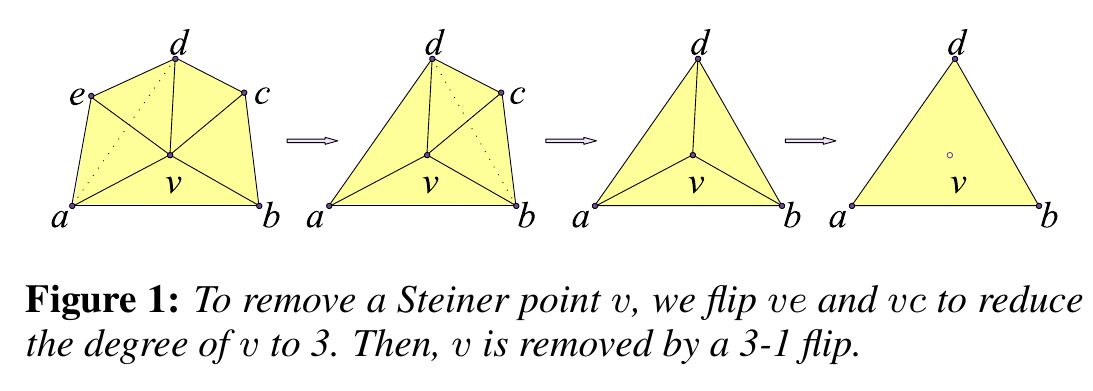 d d d d
e c c
v v v v
a b a b a b a b
Figure 1: To remove a Steiner point v, we flip ve and vc to reduce
the degree of v to 3. Then, v is removed by a 3-1 flip.